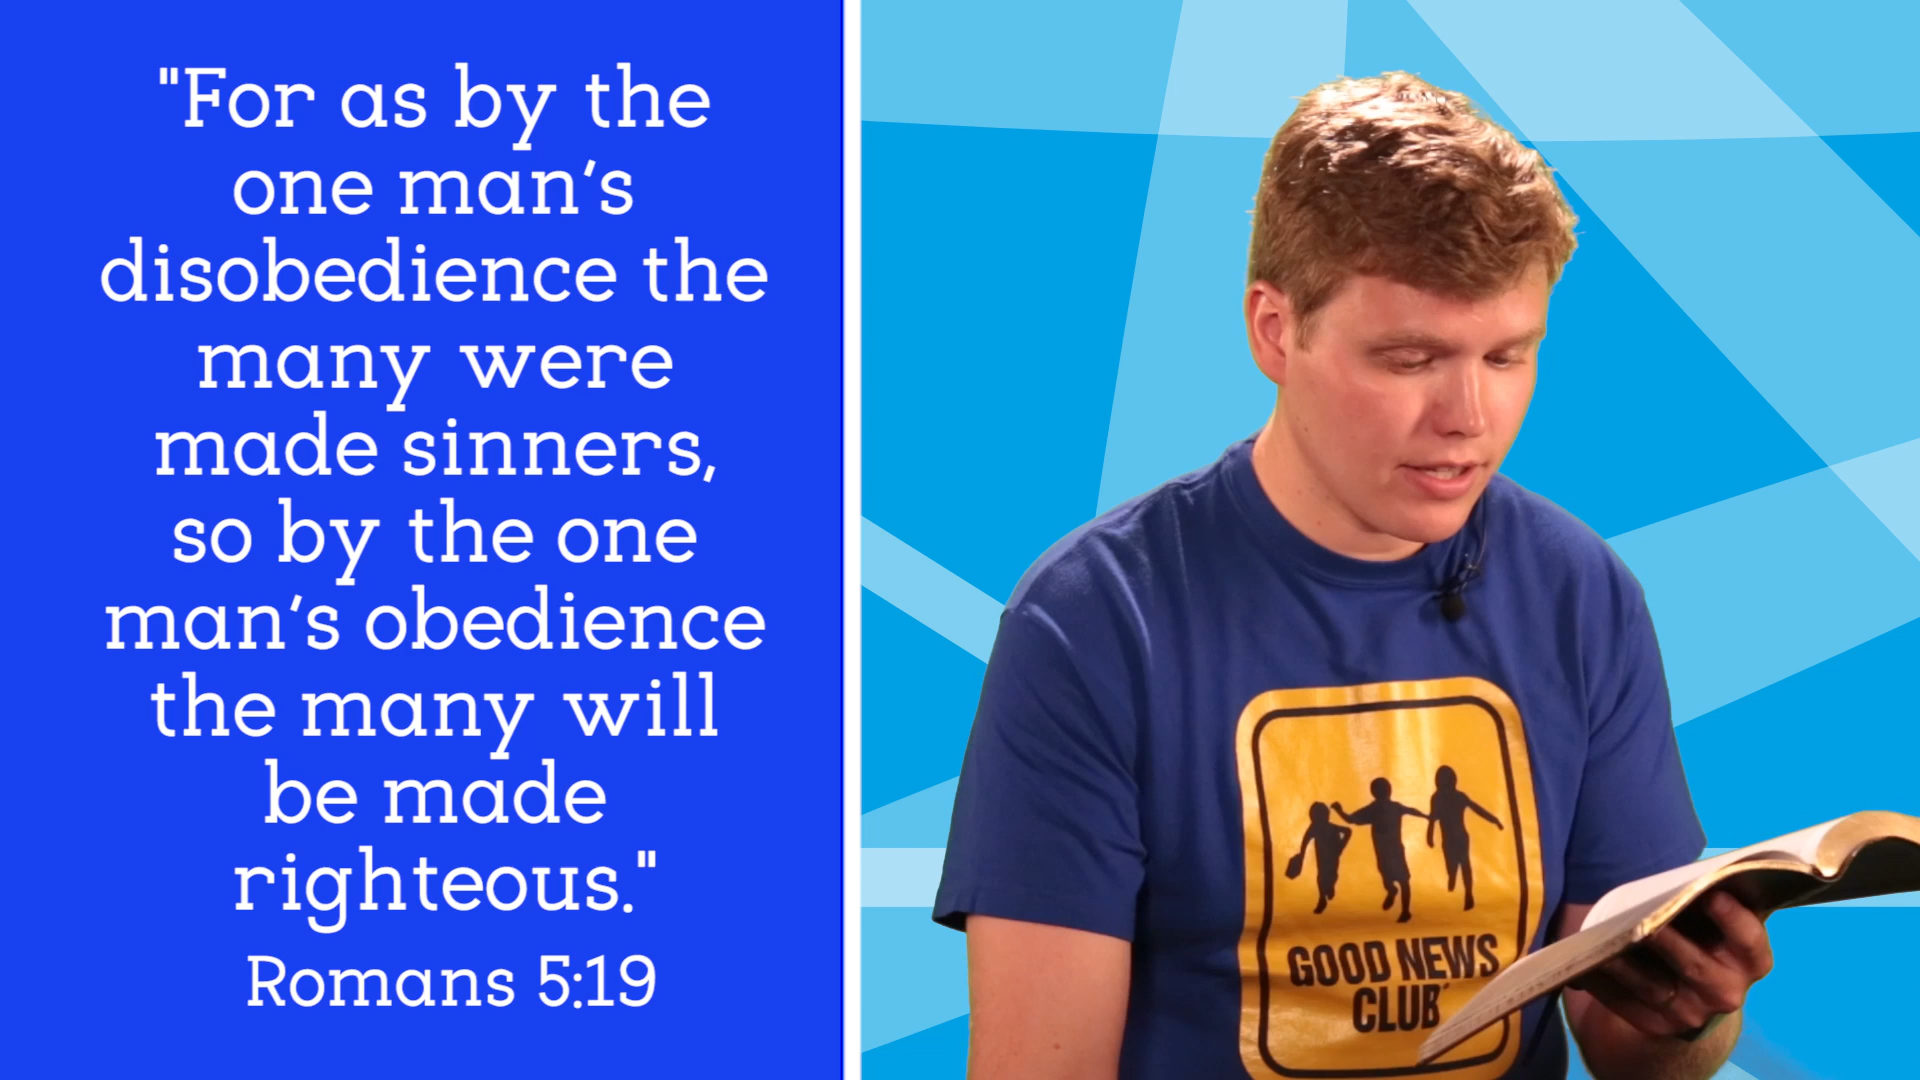 "For as by the
one man's
disobedience the
many were
made sinners,
so by the one
man's obedience
the many will
be made
righteous."
Romans 5:19
GOOD NEWS
CLUB